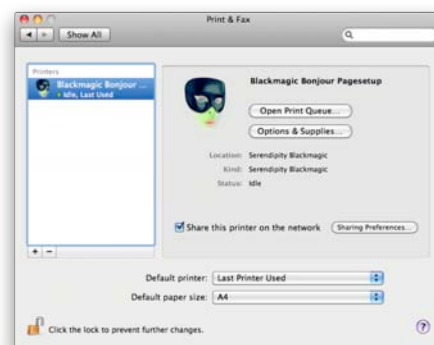 Print & Fax
Show All
Printers
Blackmagic Bonjour ...
Idle, Last Used
Blackmagic Bonjour Pagesetup
Open Print Queue...
Options & Supplies...
Location: Serendipity Blackmagic
Kind: Serendipity Blackmagic
Status: Idle
Share this printer on the network
Sharing Preferences...
+ −
Default printer: Last Printer Used
Default paper size: A4
Click the lock to prevent further changes.
?